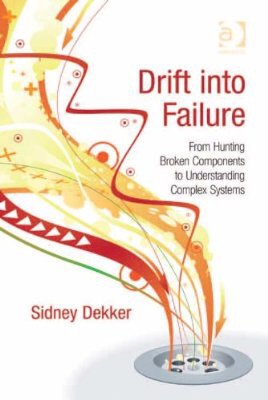 Drift into
Failure
From Hunting
Broken Components
to Understanding
Complex Systems
Sidney Dekker